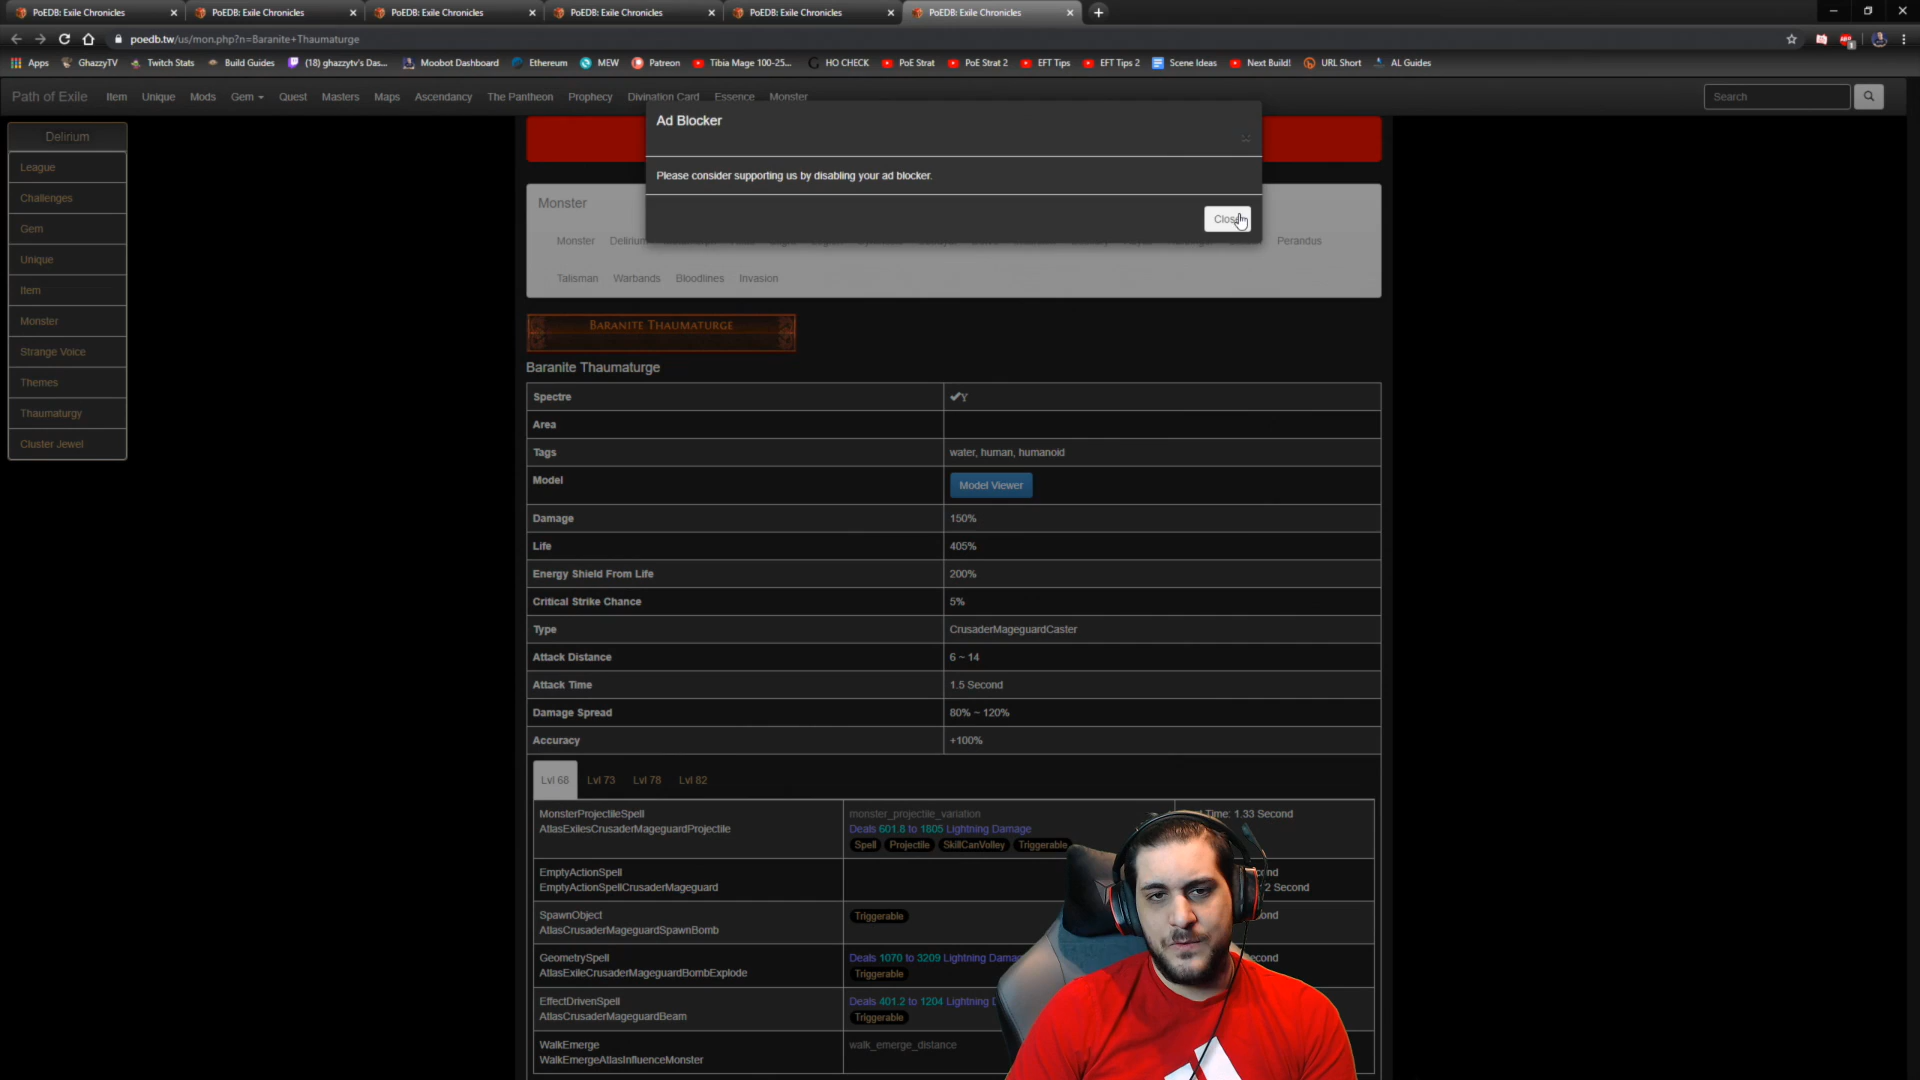 PoEDB: Exile Chronicles PoEDB: Exile Chronicles PoEDB: Exile Chronicles PoEDB: Exile Chronicles PoEDB: Exile Chronicles PoEDB: Exile Chronicles
poedb.tw/us/mon.php?n=Baranite+Thaumaturge
Apps GhazzyTV Twitch Stats Build Guides (18) ghazzytv's Das... Moobot Dashboard Ethereum MEW Patreon Tibia Mage 100-25... HO CHECK PoE Strat PoE Strat 2 EFT Tips EFT Tips 2 Scene Ideas Next Build! URL Short AL Guides
Path of Exile Item Unique Mods Gem Quest Masters Maps Ascendancy The Pantheon Prophecy Divination Card Essence Monster Search
Delirium
League
Challenges
Gem
Unique
Item
Monster
Strange Voice
Themes
Thaumaturgy
Cluster Jewel
Ad Blocker
Please consider supporting us by disabling your ad blocker.
Monster
Monster Perandus
Talisman Warbands Bloodlines Invasion
Baranite Thaumaturge
Baranite Thaumaturge
Spectre Y
Area
Tags water, human, humanoid
Model Model Viewer
Damage 150%
Life 405%
Energy Shield From Life 200%
Critical Strike Chance 5%
Type CrusaderMageguardCaster
Attack Distance 6 ~ 14
Attack Time 1.5 Second
Damage Spread 80% ~ 120%
Accuracy +100%
Lvl 68 Lvl 73 Lvl 78 Lvl 82
MonsterProjectileSpell monster_projectile_variation Time: 1.33 Second
AtlasExilesCrusaderMageguardProjectile Deals 601.8 to 1805 Lightning Damage
Spell Projectile SkillCanVolley Triggerable
EmptyActionSpell
EmptyActionSpellCrusaderMageguard 2 Second
SpawnObject Triggerable
AtlasCrusaderMageguardSpawnBomb
GeometrySpell Deals 1070 to 3209 Lightning
AtlasExileCrusaderMageguardBombExplode Triggerable
EffectDrivenSpell Deals 401.2 to 1204 Lightning
AtlasCrusaderMageguardBeam Triggerable
WalkEmerge walk_emerge_distance
WalkEmergeAtlasInfluenceMonster